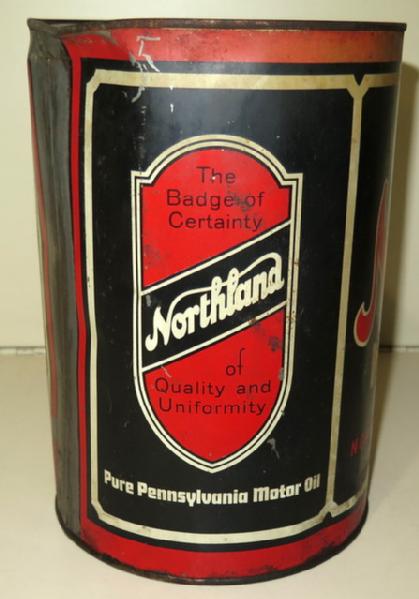 The
Badge of
Certainty
Northland
of
Quality and
Uniformity
Pure Pennsylvania Motor Oil